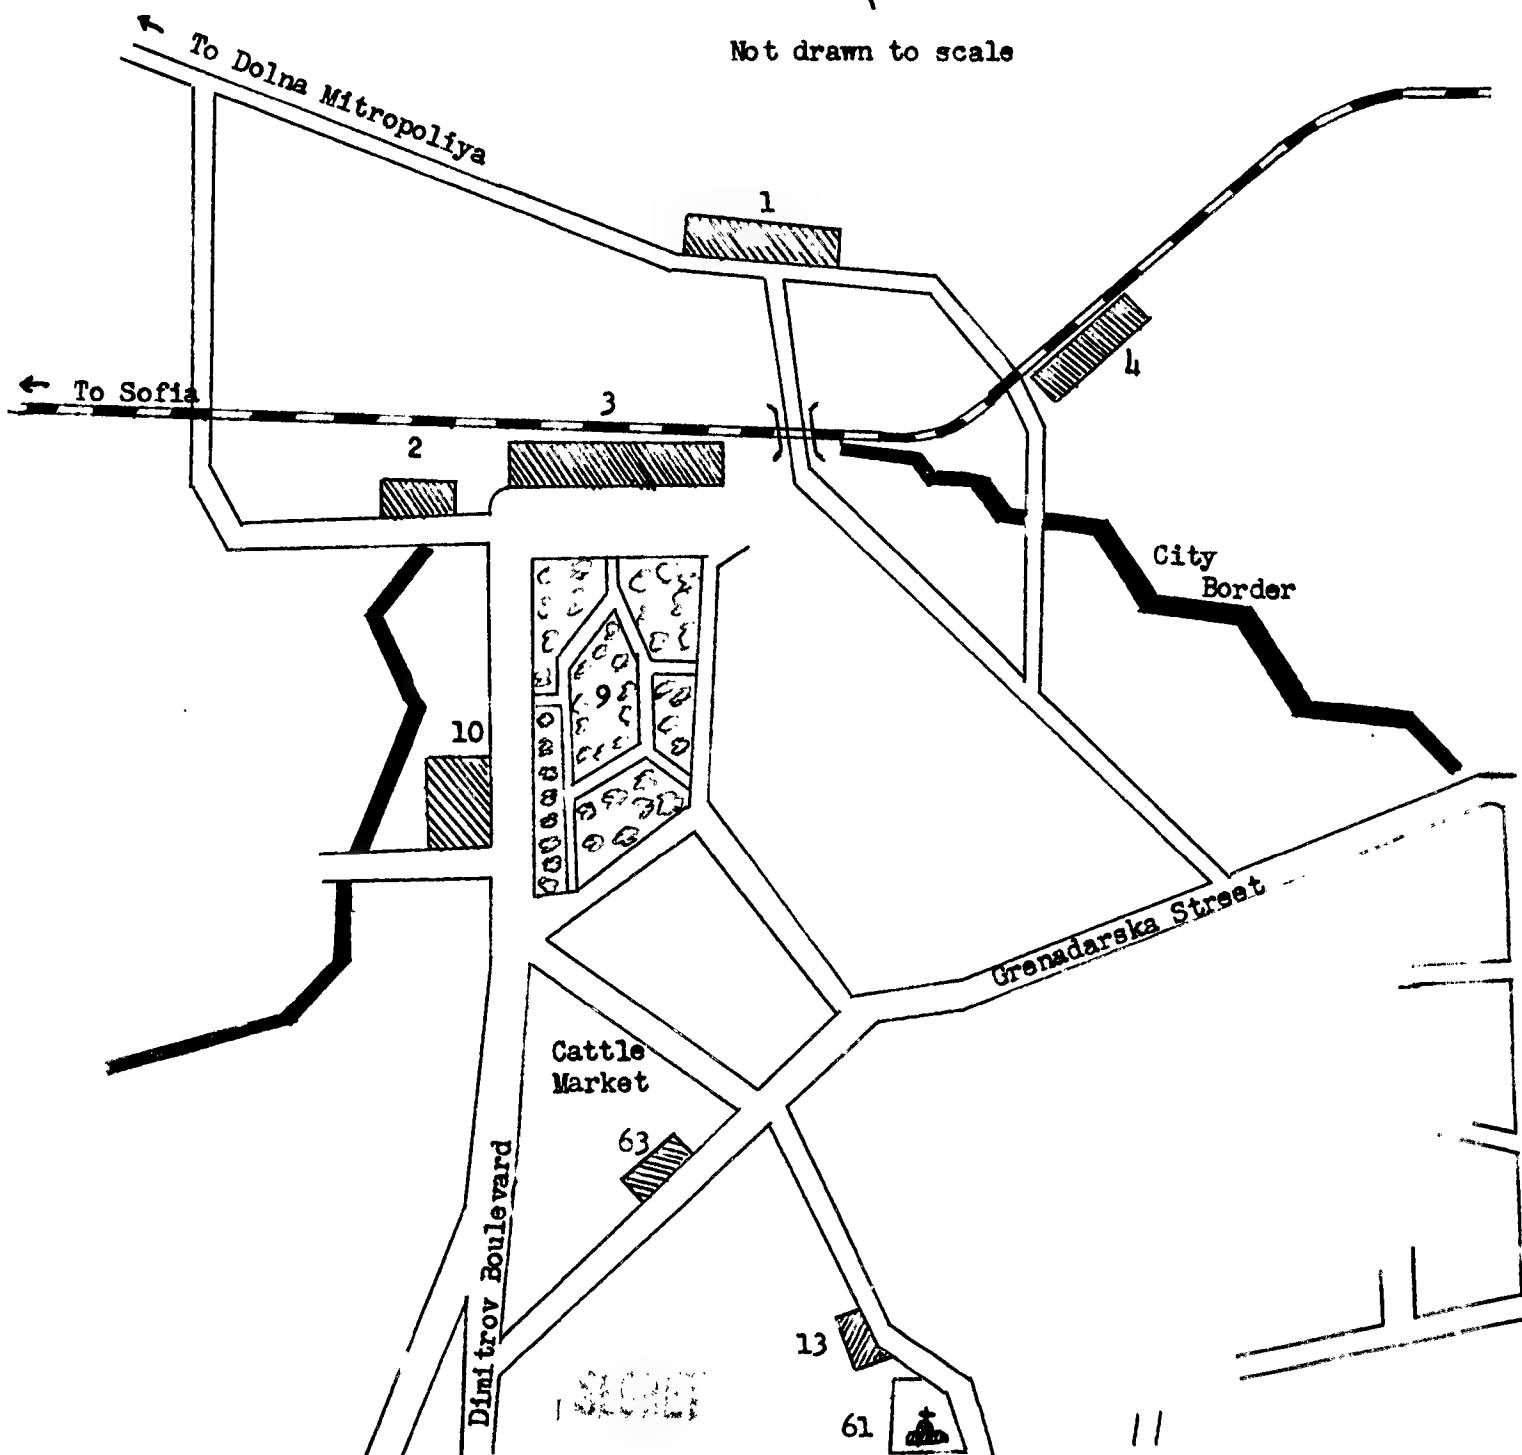 Not drawn to scale
← To Dolna Mitropoliya
1
4
← To Sofia
3
2
City
Border
9
10
Grenadarska Street
Cattle
Market
63
Dimitrov Boulevard
13
SECRET
61
11